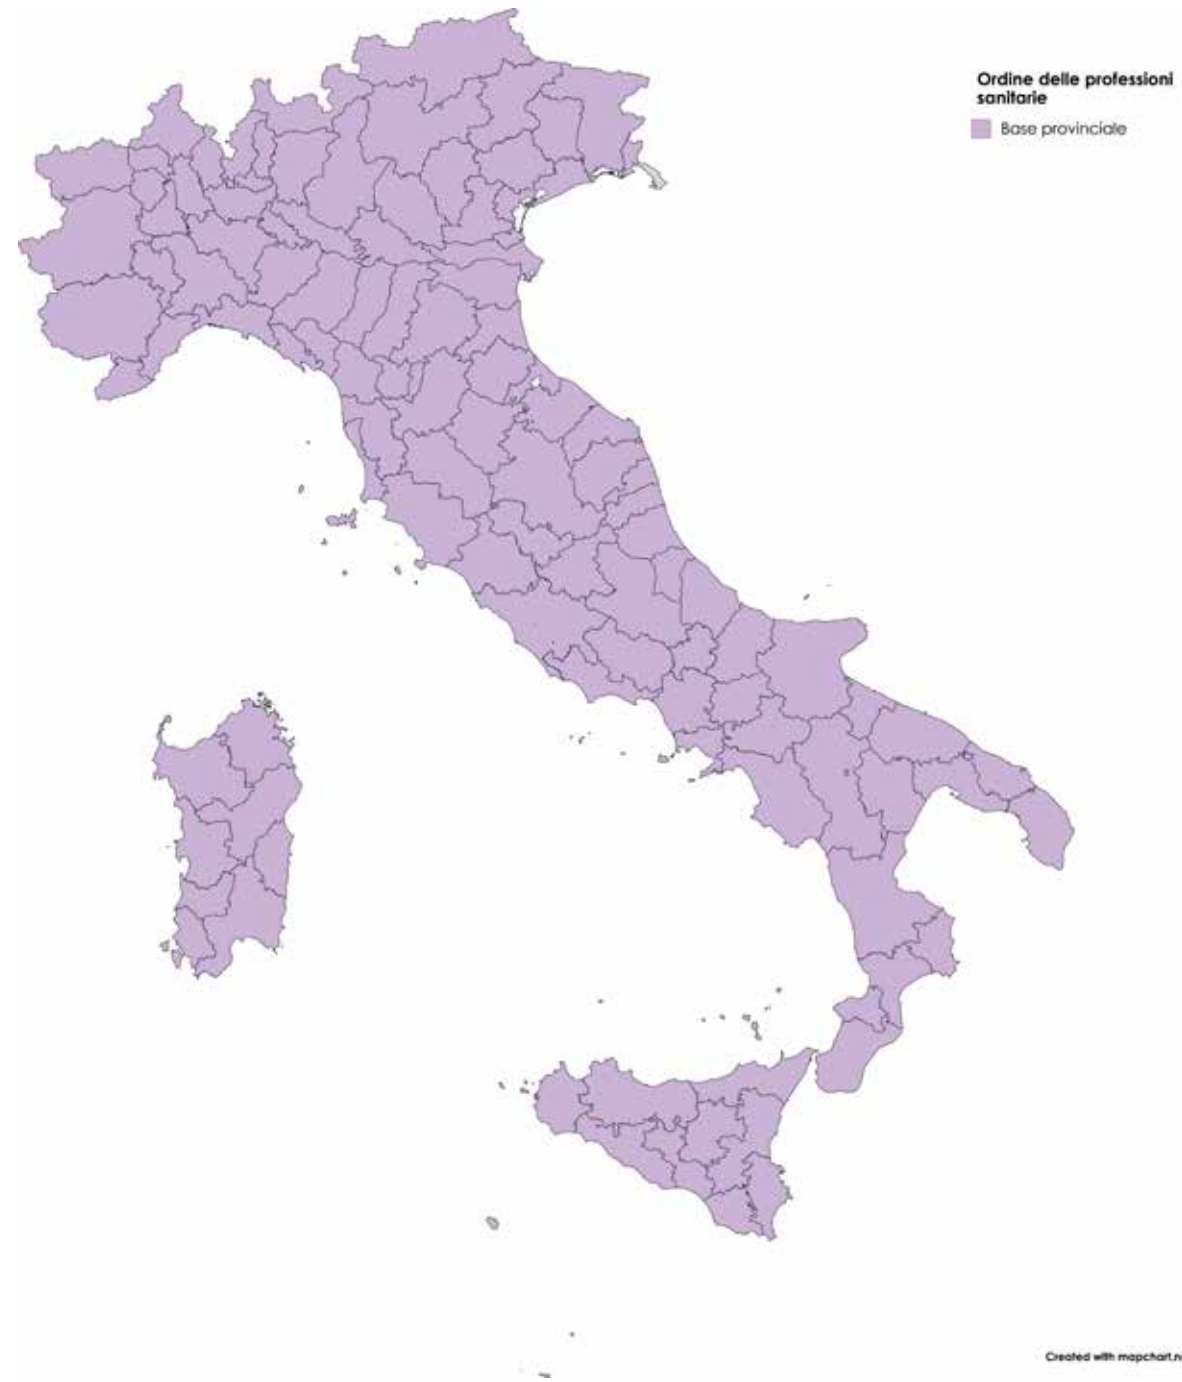 Ordine delle professioni
sanitarie
Base provinciale
Created with mapchart.n